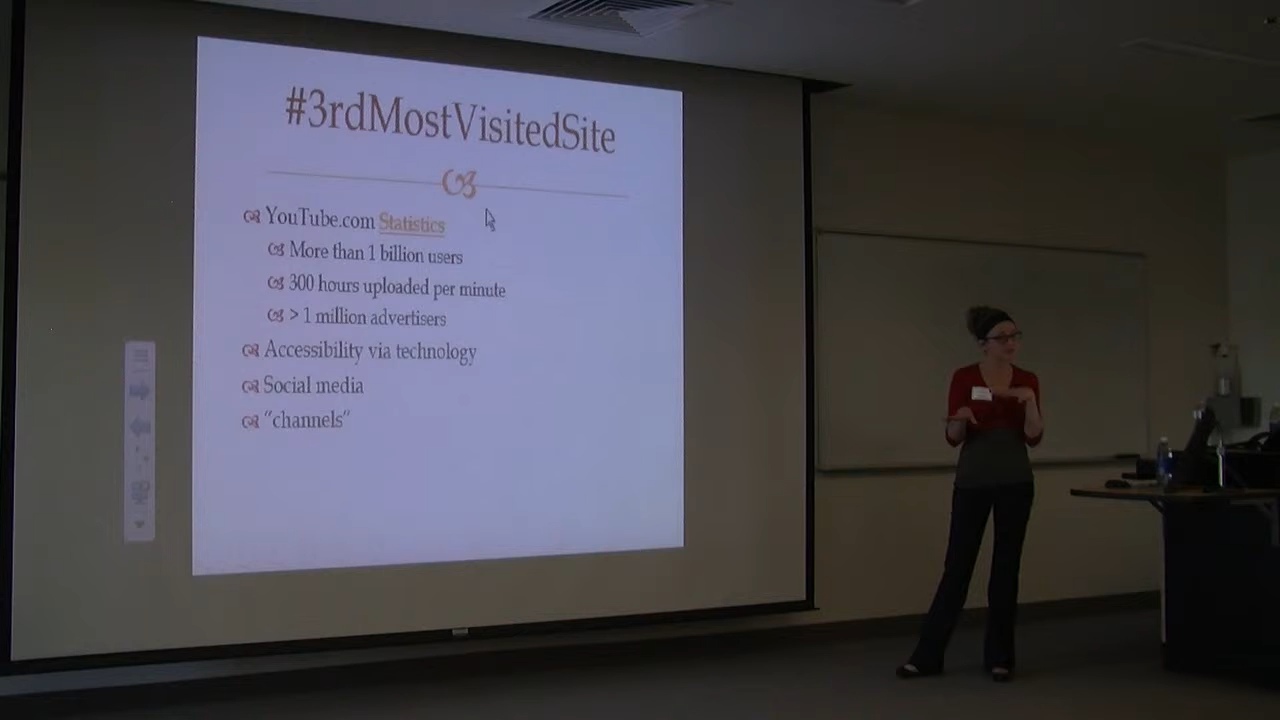 #3rdMostVisitedSite
YouTube.com Statistics
More than 1 billion users
300 hours uploaded per minute
> 1 million advertisers
Accessibility via technology
Social media
"channels"